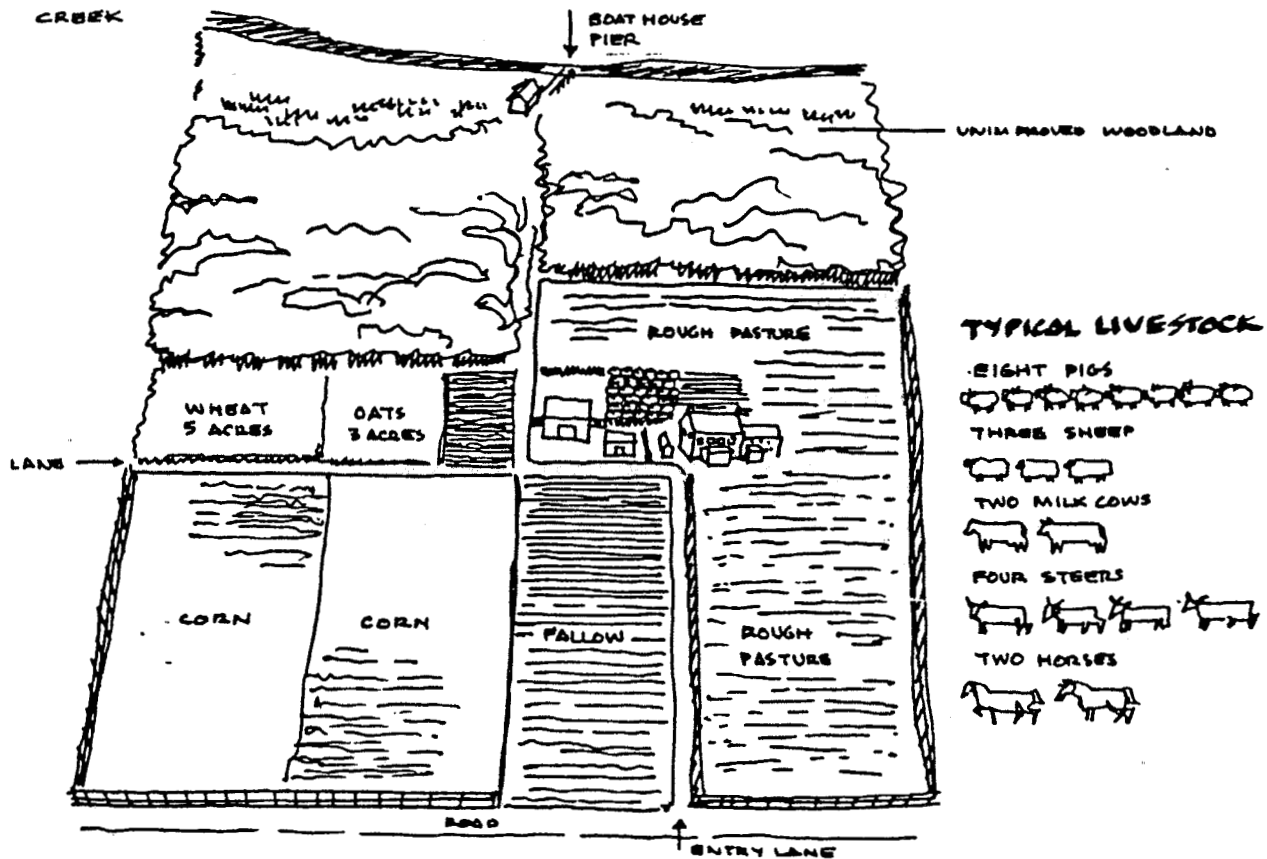 CREEK
BOAT HOUSE
PIER
UNIMPROVED WOODLAND
ROUGH PASTURE
TYPICAL LIVESTOCK
EIGHT PIGS
THREE SHEEP
TWO MILK COWS
FOUR STEERS
TWO HORSES
WHEAT
5 ACRES
OATS
3 ACRES
LANE
CORN
CORN
FALLOW
ROUGH
PASTURE
ROAD
ENTRY LANE